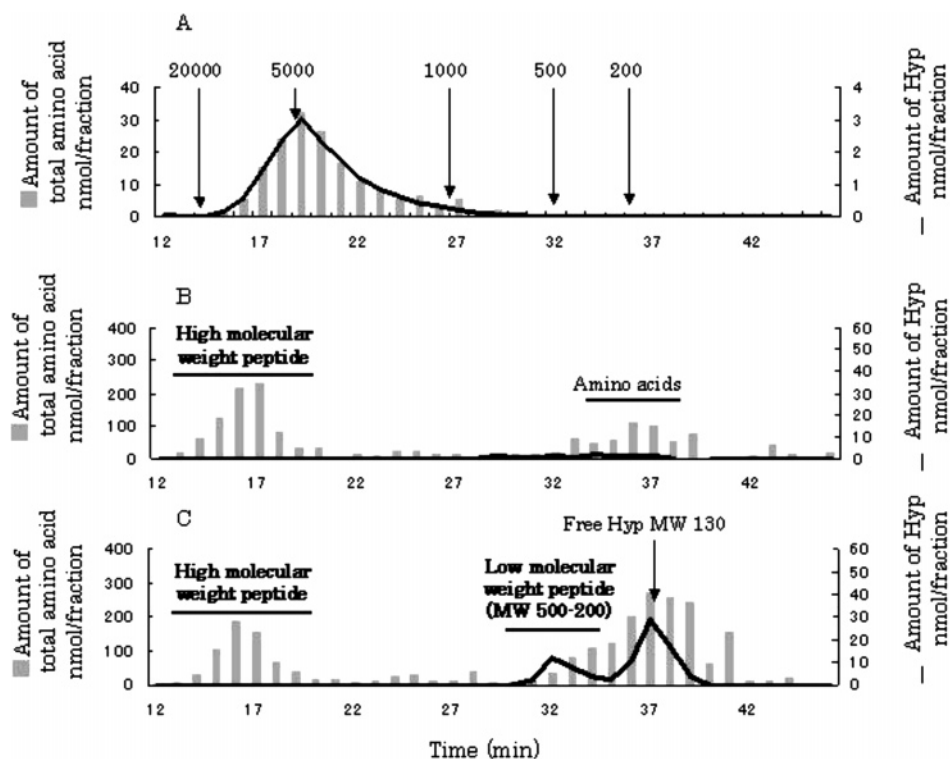 A
20000 5000 1000 500 200
Amount of
total amino acid
nmol/fraction
40
30
20
10
0
4
3
2
1
0
Amount of Hyp
nmol/fraction
12 17 22 27 32 37 42
B
Amount of
total amino acid
nmol/fraction
400
300
200
100
0
High molecular
weight peptide
Amino acids
60
50
40
30
20
10
0
Amount of Hyp
nmol/fraction
12 17 22 27 32 37 42
C
Free Hyp MW 130
Amount of
total amino acid
nmol/fraction
400
300
200
100
0
High molecular
weight peptide
Low molecular
weight peptide
(MW 500-200)
60
50
40
30
20
10
0
Amount of Hyp
nmol/fraction
12 17 22 27 32 37 42
Time (min)